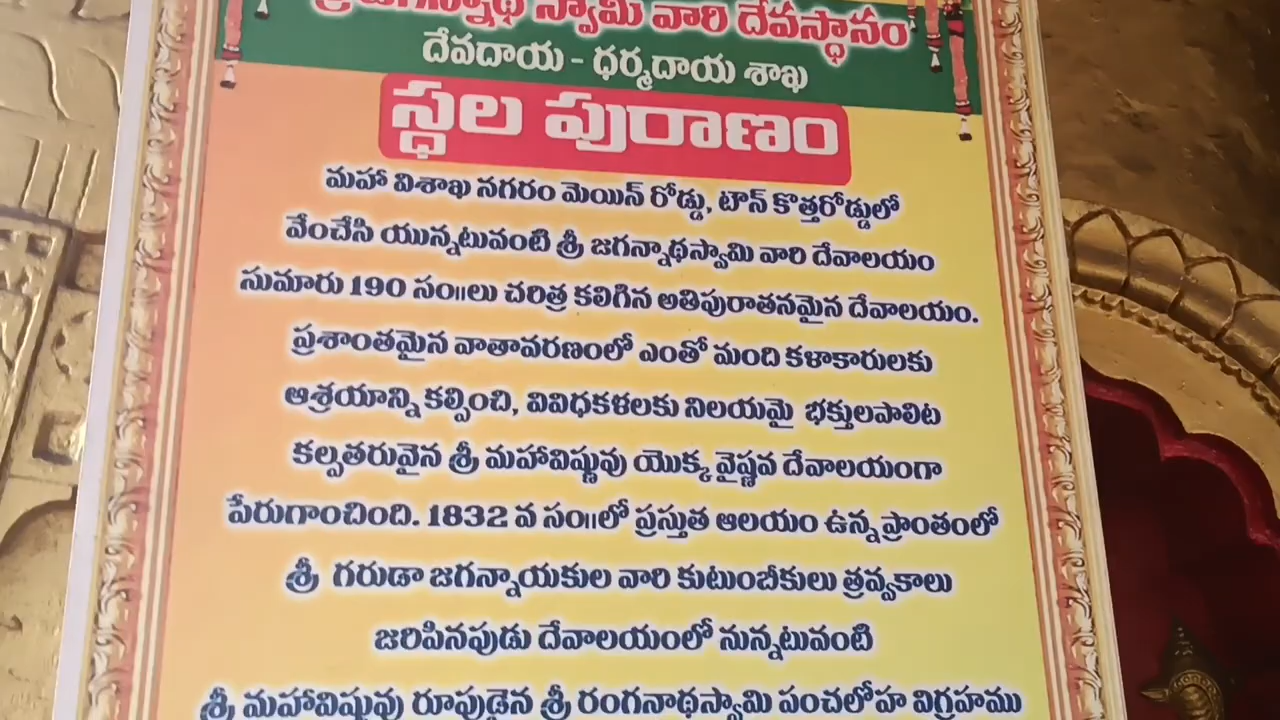 శ్రీ జగన్నాథ స్వామి వారి దేవస్థానం
దేవదాయ - ధర్మదాయ శాఖ
స్థల పురాణం
మహా విశాఖ నగరం మెయిన్ రోడ్డు, టౌన్ కొత్తరోడ్డులో
వేంచేసి యున్నటువంటి శ్రీ జగన్నాథస్వామి వారి దేవాలయం
సుమారు 190 సం॥లు చరిత్ర కలిగిన అతిపురాతనమైన దేవాలయం.
ప్రశాంతమైన వాతావరణంలో ఎంతో మంది కళాకారులకు
ఆశ్రయాన్ని కల్పించి, వివిధకళలకు నిలయమై భక్తులపాలిట
కల్పతరువైన శ్రీ మహావిష్ణువు యొక్క వైష్ణవ దేవాలయంగా
పేరుగాంచింది. 1832 వ సం॥లో ప్రస్తుత ఆలయం ఉన్న ప్రాంతంలో
శ్రీ గరుడా జగన్నాయకుల వారి కుటుంబీకులు త్రవ్వకాలు
జరిపినపుడు దేవాలయంలో నున్నటువంటి
శ్రీ మహావిష్ణువు రూపుడైన శ్రీ రంగనాథస్వామి పంచలోహ విగ్రహము